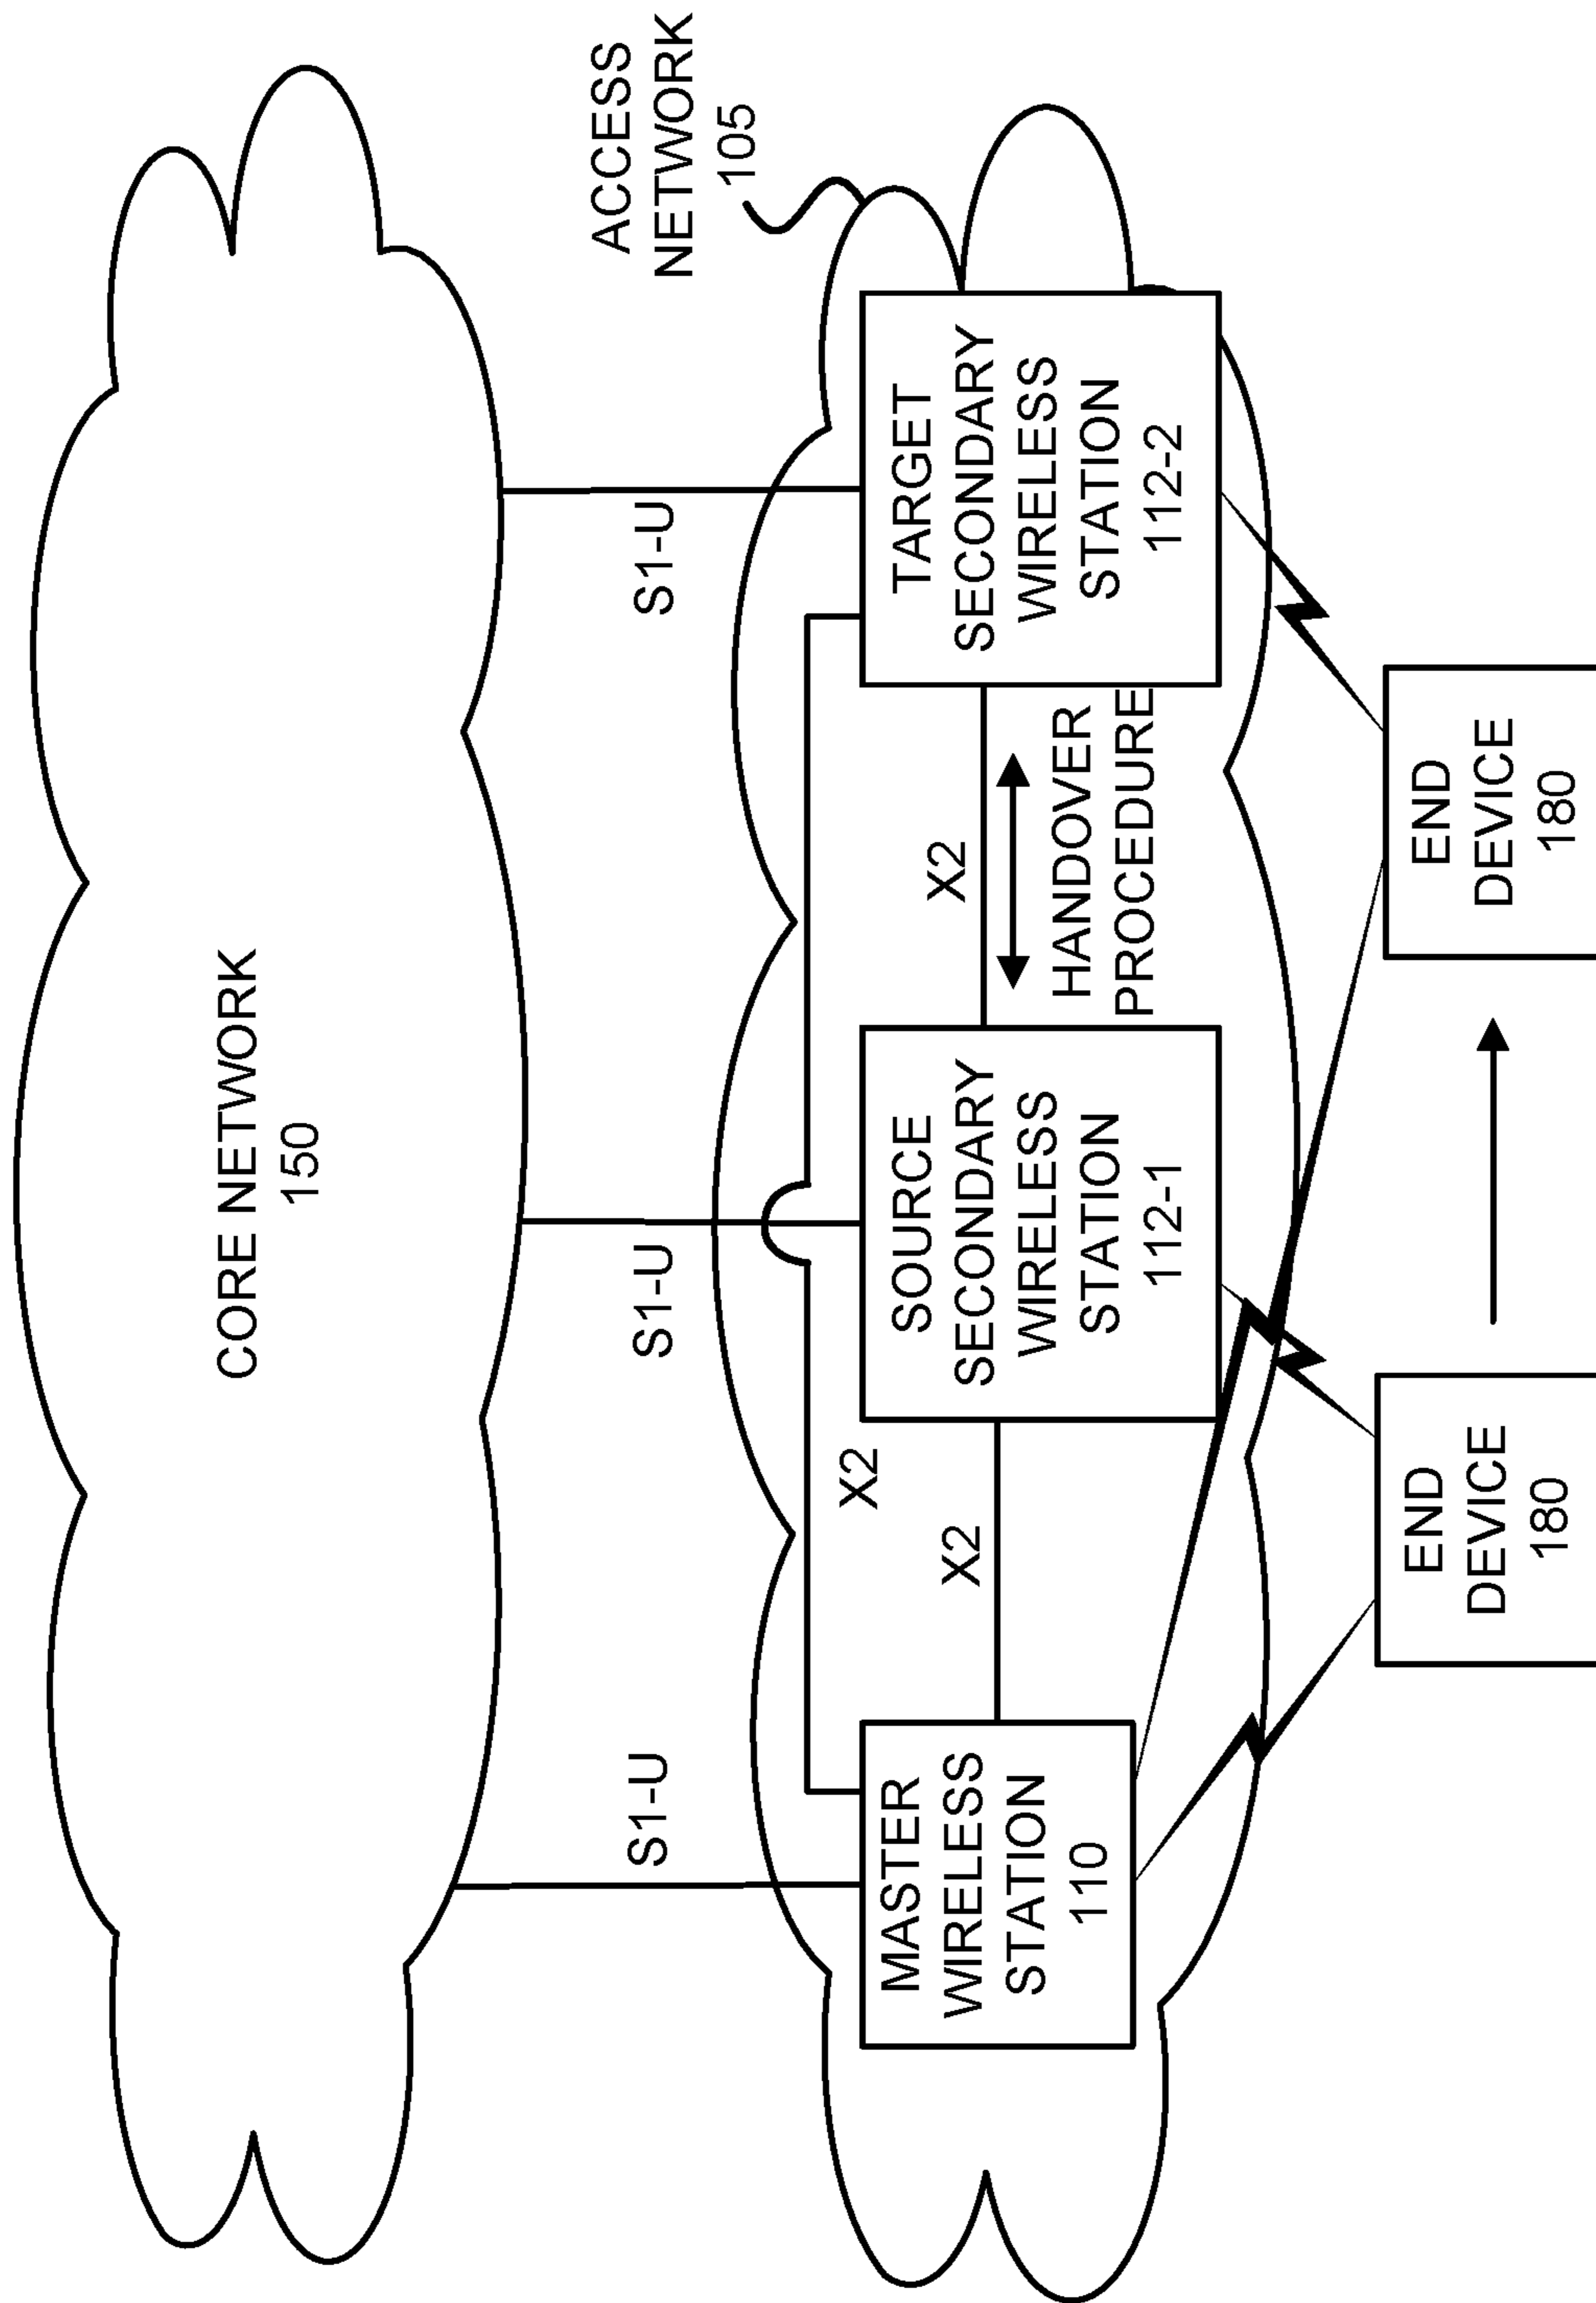 CORE NETWORK
150
ACCESS
NETWORK
105
S1-U
S1-U
S1-U
X2
X2
X2
MASTER
WIRELESS
STATION
110
SOURCE
SECONDARY
WIRELESS
STATION
112-1
HANDOVER
PROCEDURE
TARGET
SECONDARY
WIRELESS
STATION
112-2
END
DEVICE
180
END
DEVICE
180